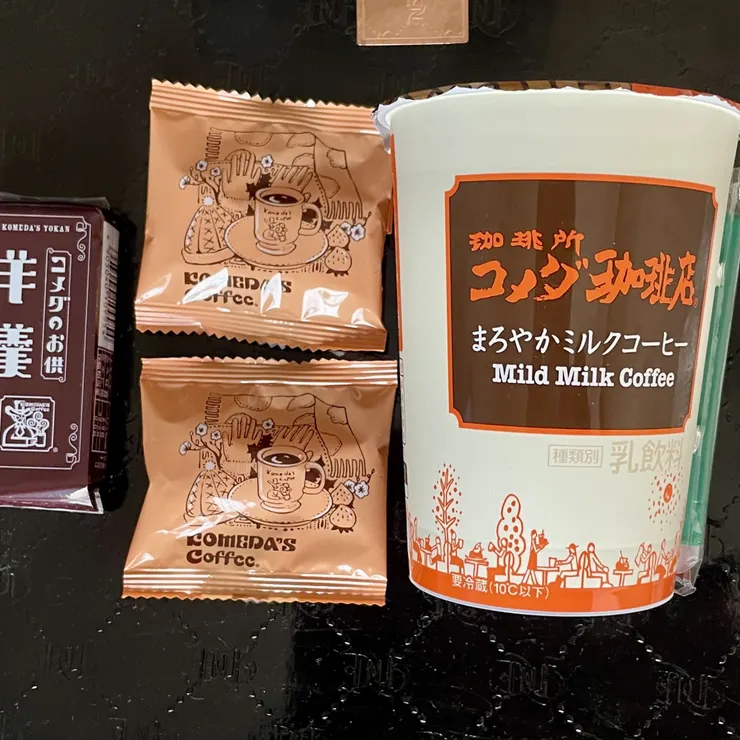 KOMEDA'S YOKAN
コメダのお供
羊羹
KOMEDA'S
Coffee.
KOMEDA'S
Coffee.
珈琲所
コメダ珈琲店
まろやかミルクコーヒー
Mild Milk Coffee
種類別 乳飲料
要冷蔵(10℃以下)